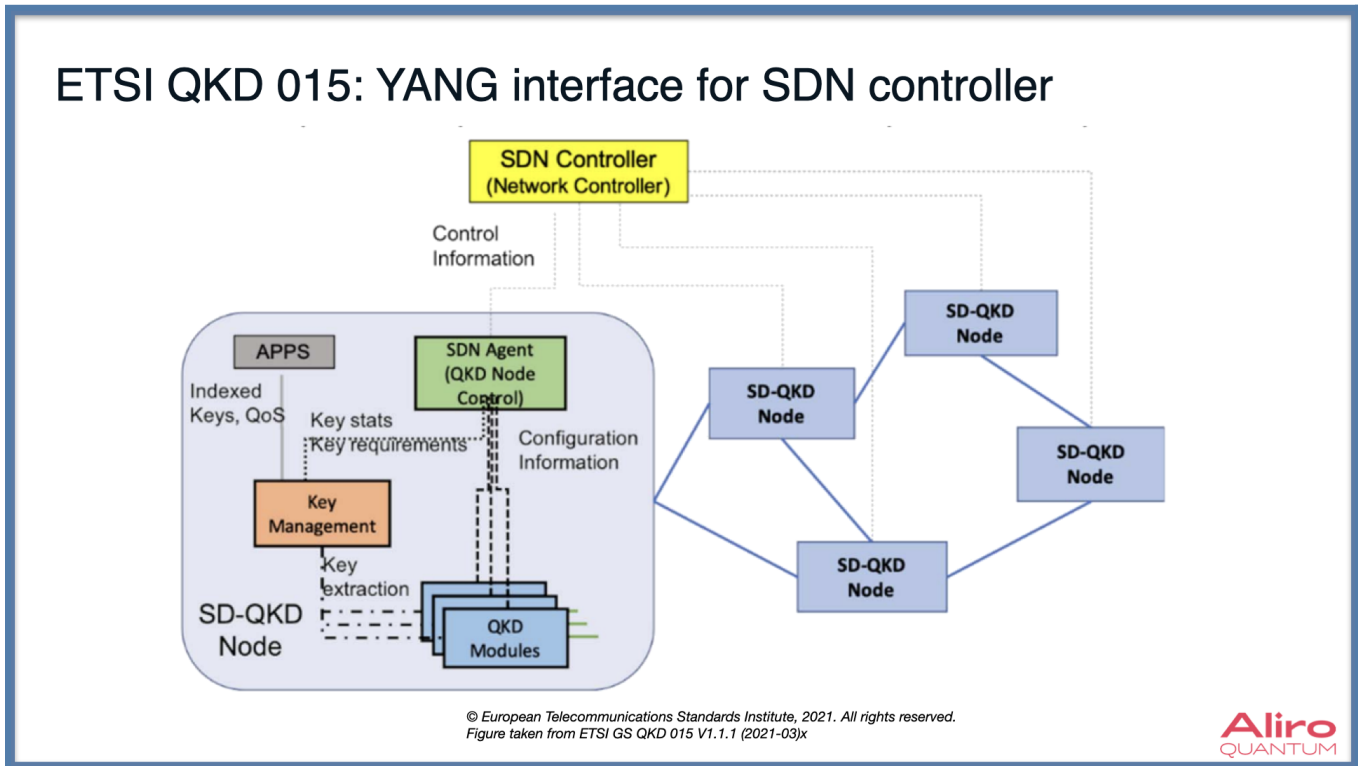 ETSI QKD 015: YANG interface for SDN controller
SDN Controller
(Network Controller)
Control
Information
APPS
SDN Agent
(QKD Node
Control)
Indexed
Keys, QoS
Key stats
Key requirements
Configuration
Information
Key
Management
Key
extraction
SD-QKD
Node
QKD
Modules
SD-QKD
Node
SD-QKD
Node
SD-QKD
Node
SD-QKD
Node
© European Telecommunications Standards Institute, 2021. All rights reserved.
Figure taken from ETSI GS QKD 015 V1.1.1 (2021-03)x
Aliro
QUANTUM